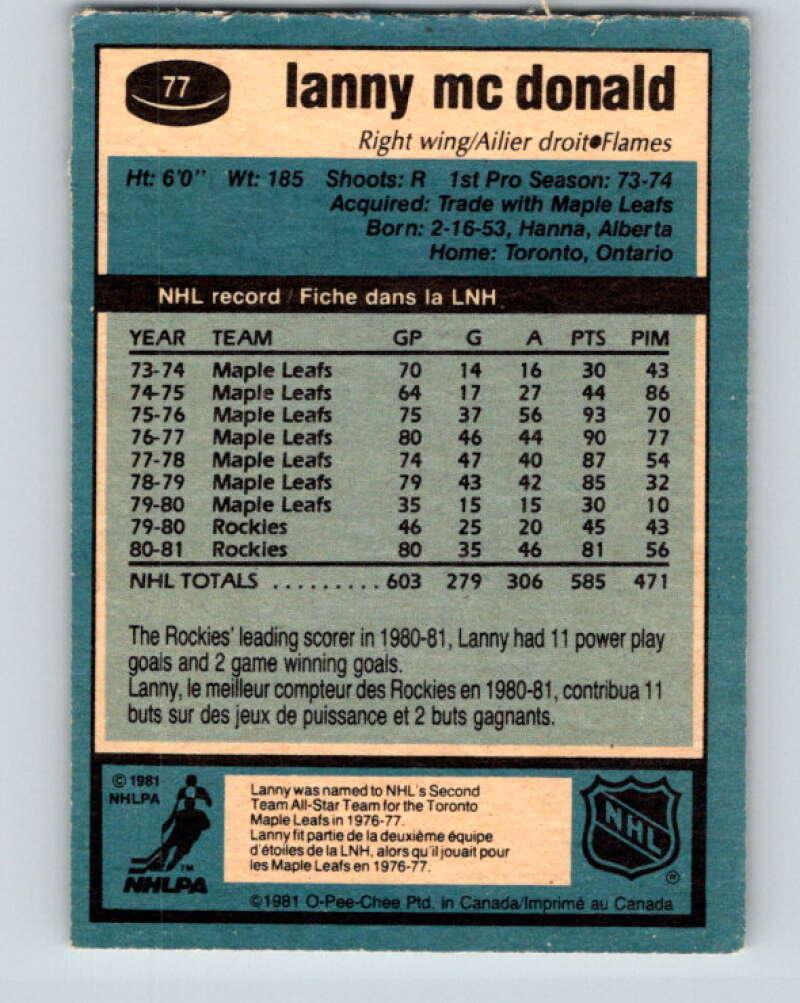 77
lanny mc donald
Right wing/Ailier droit●Flames
Ht: 6'0" Wt: 185 Shoots: R 1st Pro Season: 73-74
Acquired: Trade with Maple Leafs
Born: 2-16-53, Hanna, Alberta
Home: Toronto, Ontario
NHL record / Fiche dans la LNH
YEAR TEAM GP G A PTS PIM
73-74 Maple Leafs 70 14 16 30 43
74-75 Maple Leafs 64 17 27 44 86
75-76 Maple Leafs 75 37 56 93 70
76-77 Maple Leafs 80 46 44 90 77
77-78 Maple Leafs 74 47 40 87 54
78-79 Maple Leafs 79 43 42 85 32
79-80 Maple Leafs 35 15 15 30 10
79-80 Rockies 46 25 20 45 43
80-81 Rockies 80 35 46 81 56
NHL TOTALS ......... 603 279 306 585 471
The Rockies' leading scorer in 1980-81, Lanny had 11 power play
goals and 2 game winning goals.
Lanny, le meilleur compteur des Rockies en 1980-81, contribua 11
buts sur des jeux de puissance et 2 buts gagnants.
© 1981
NHLPA
TM
NHLPA
Lanny was named to NHL's Second
Team All-Star Team for the Toronto
Maple Leafs in 1976-77.
Lanny fit partie de la deuxième équipe
d'étoiles de la LNH, alors qu'il jouait pour
les Maple Leafs en 1976-77.
NHL
®
©1981 O-Pee-Chee Ptd. in Canada/Imprimé au Canada